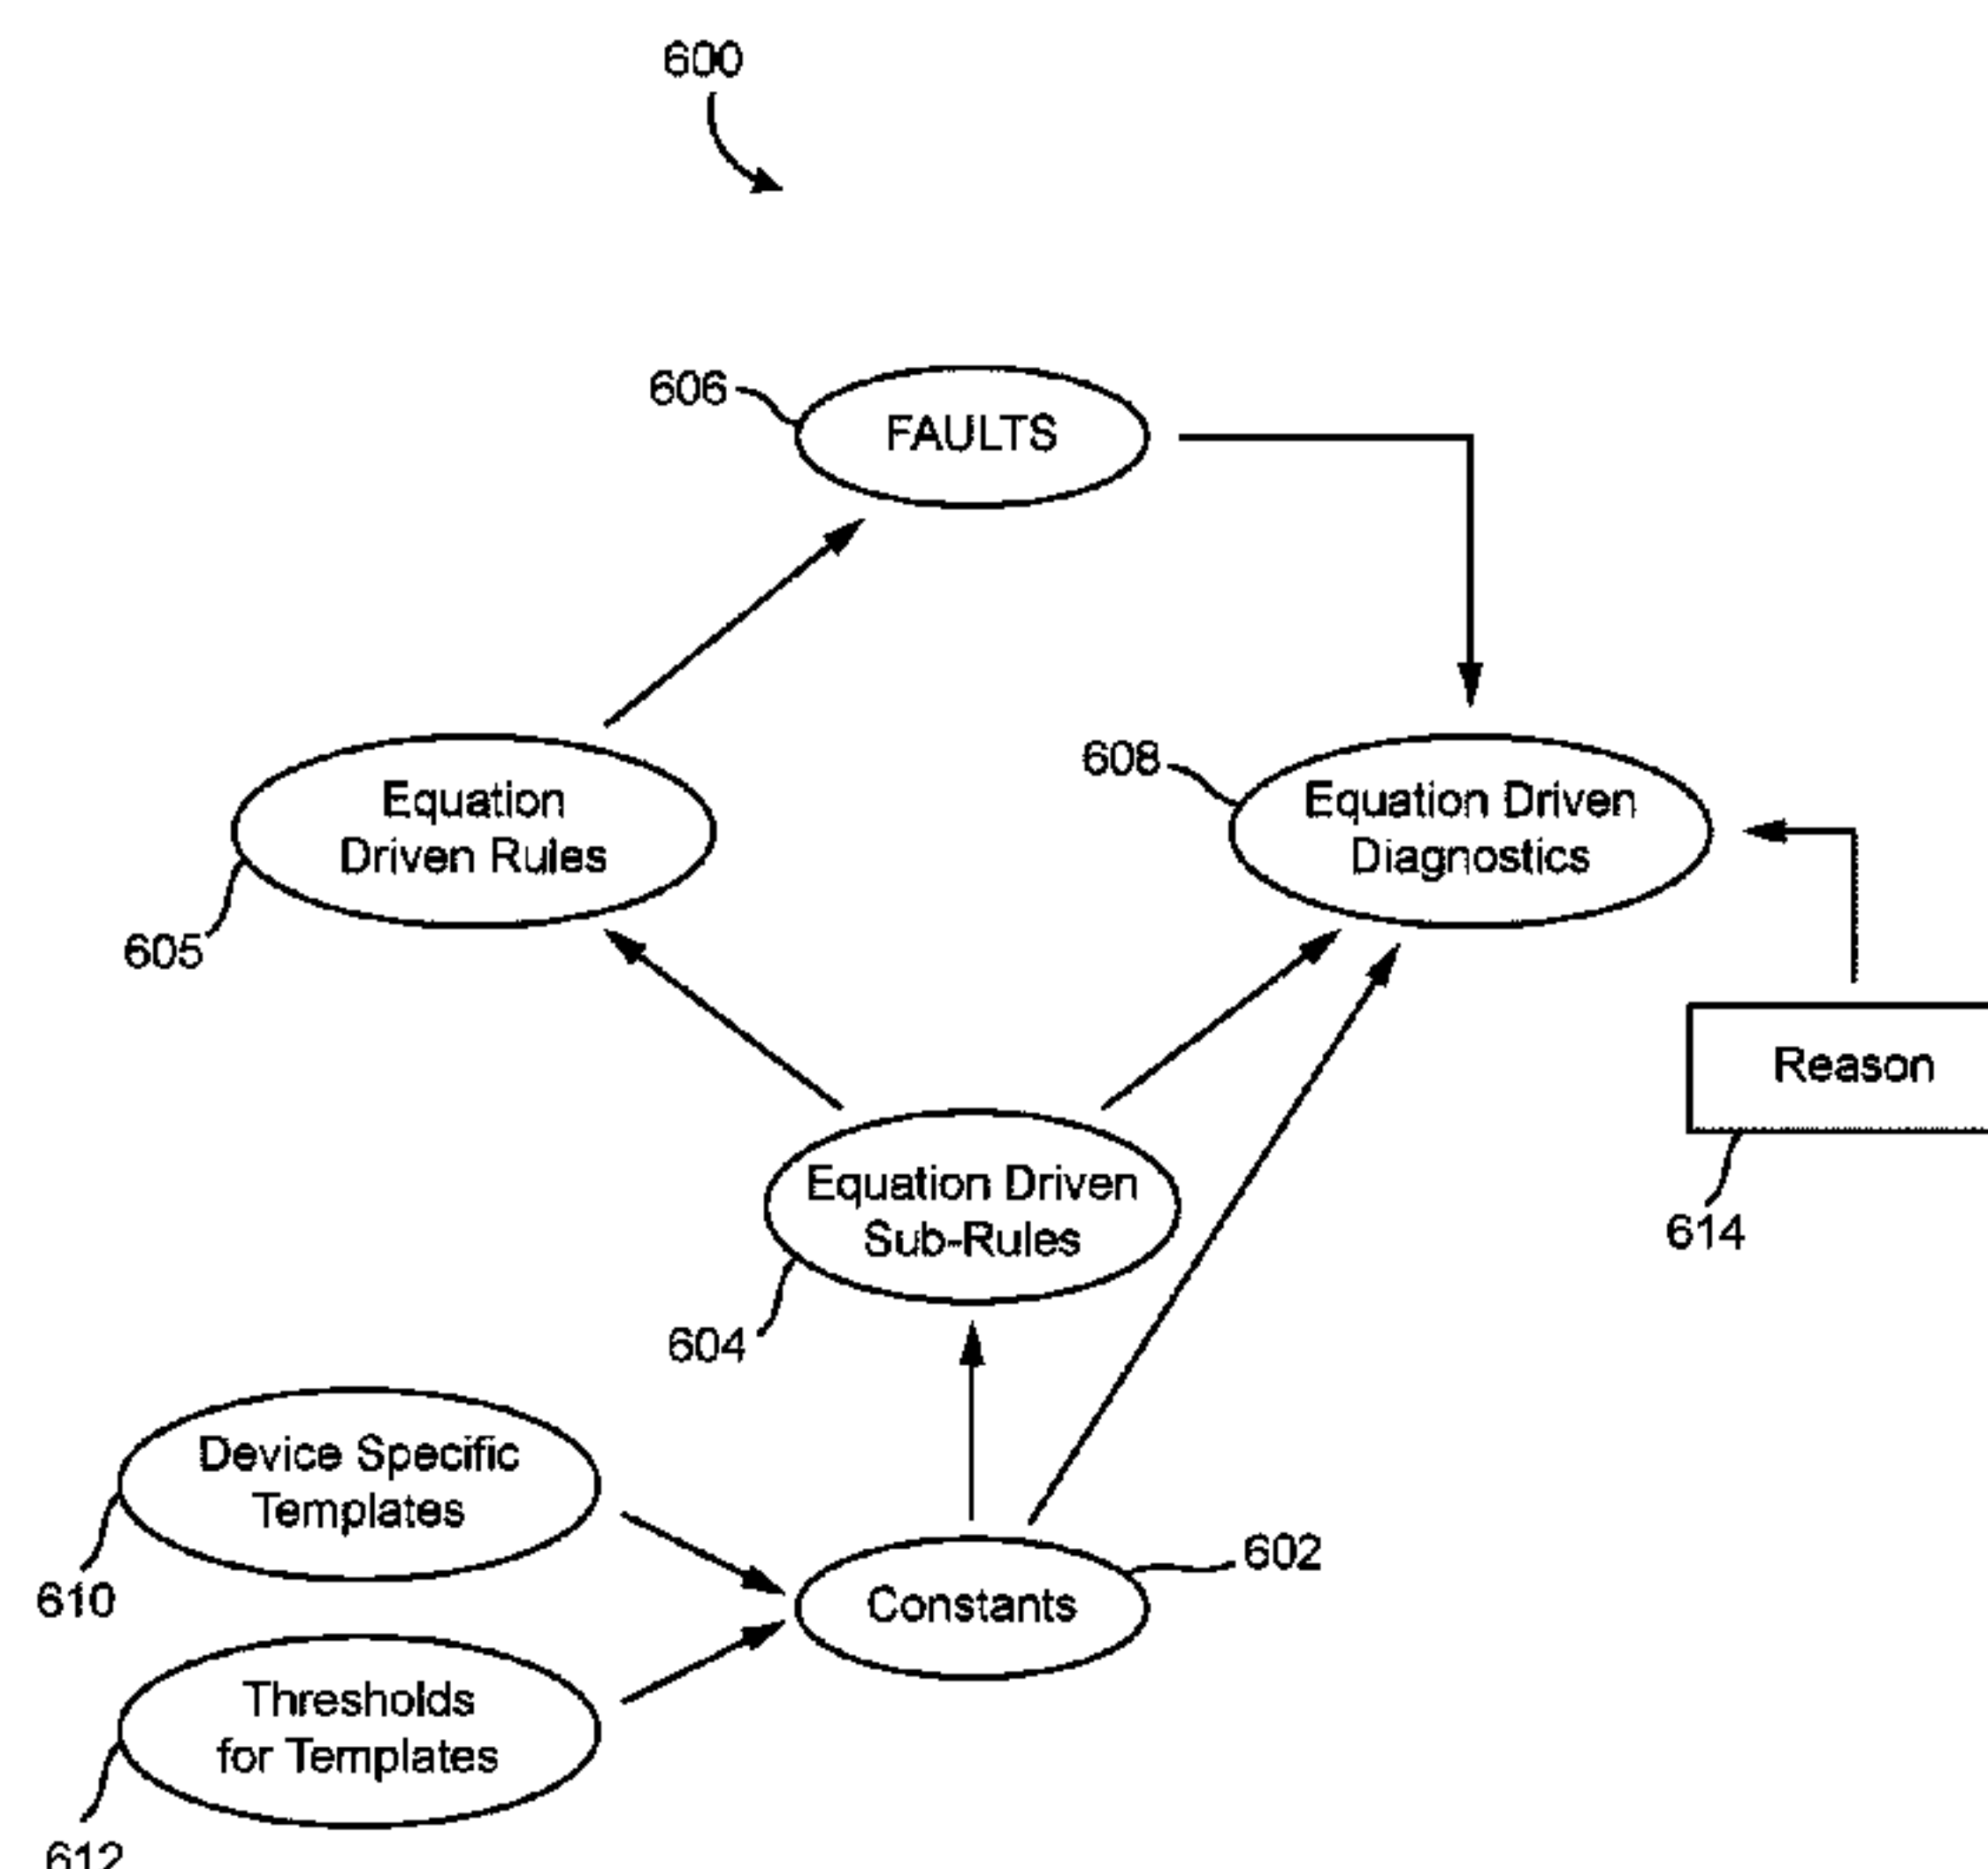 600
606
FAULTS
608
Equation
Driven Rules
Equation Driven
Diagnostics
605
Reason
614
Equation Driven
Sub-Rules
604
Device Specific
Templates
610
602
Constants
Thresholds
for Templates
612